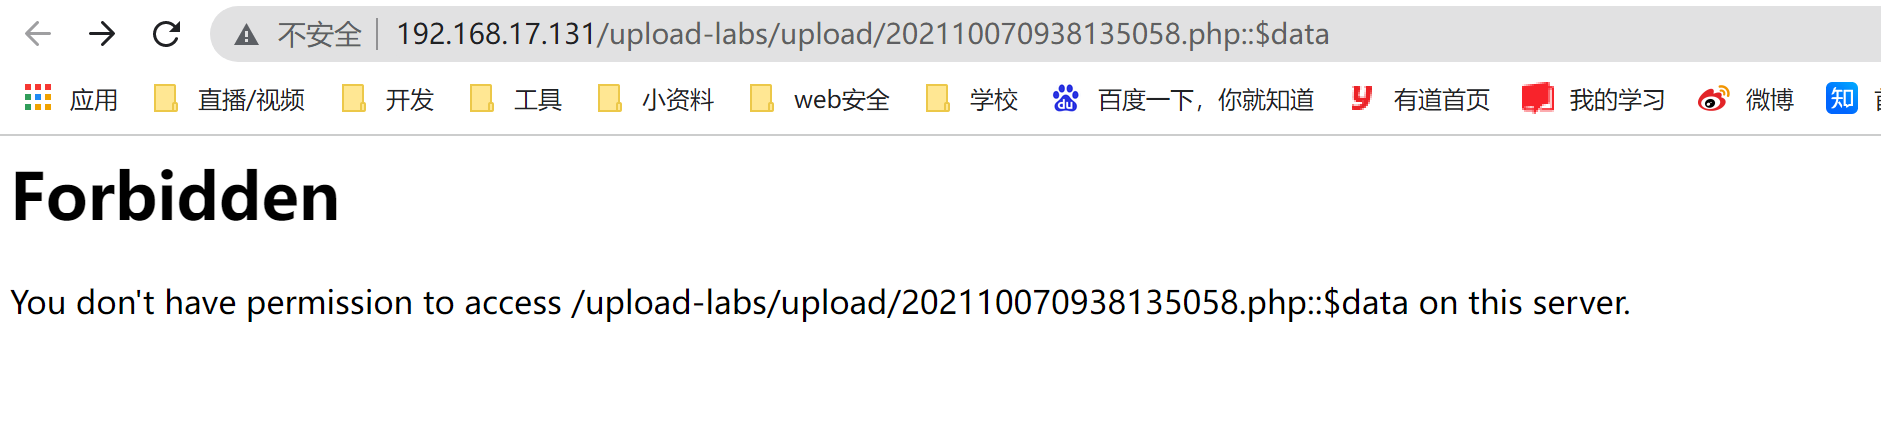 不安全 192.168.17.131/upload-labs/upload/202110070938135058.php::$data
应用 直播/视频 开发 工具 小资料 web安全 学校 du 百度一下，你就知道 y 有道首页 我的学习 微博 知
Forbidden
You don't have permission to access /upload-labs/upload/202110070938135058.php::$data on this server.